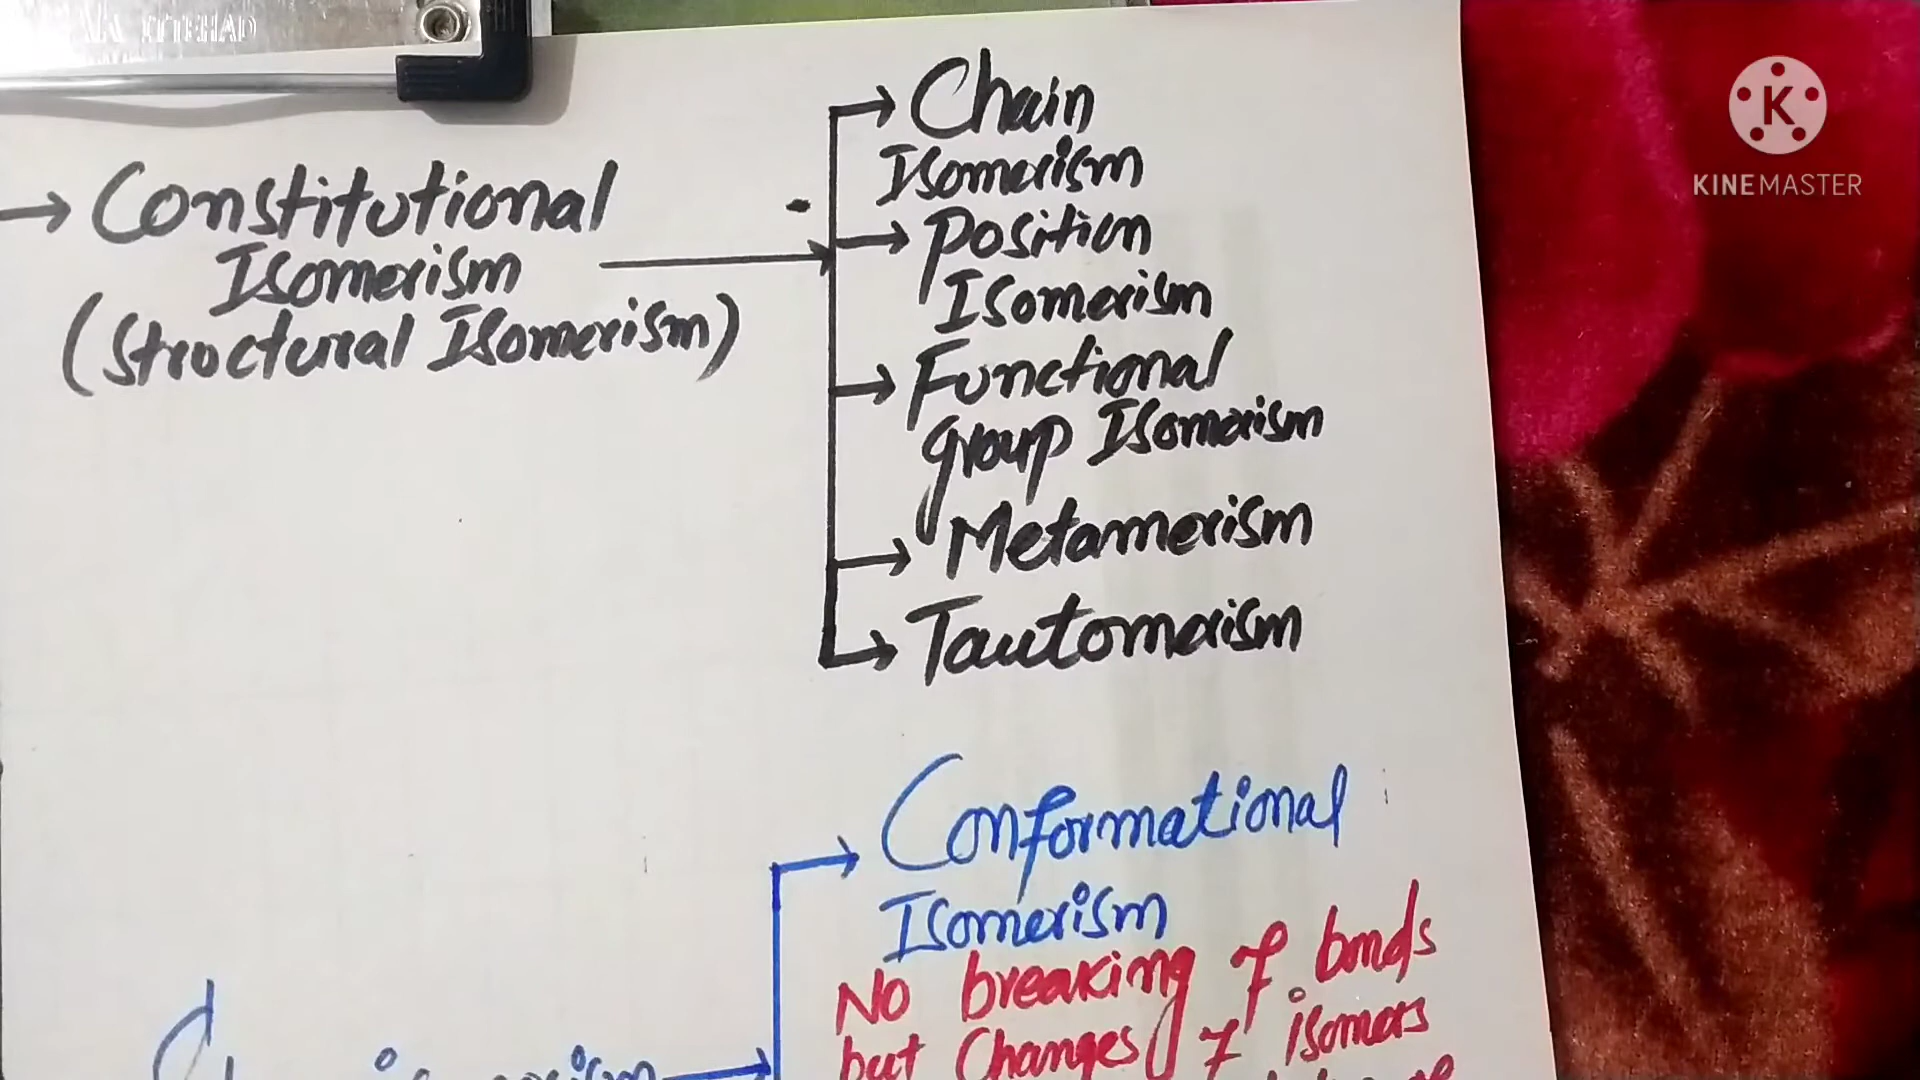 ETTEHAD
Chain
Isomerism
Constitutional
Isomerism
(Structural Isomerism)
Position
Isomerism
Functional
group Isomerism
Metamerism
Tautomerism
Conformational
Isomerism
No breaking of bonds
but Changes of isomers
KINEMASTER